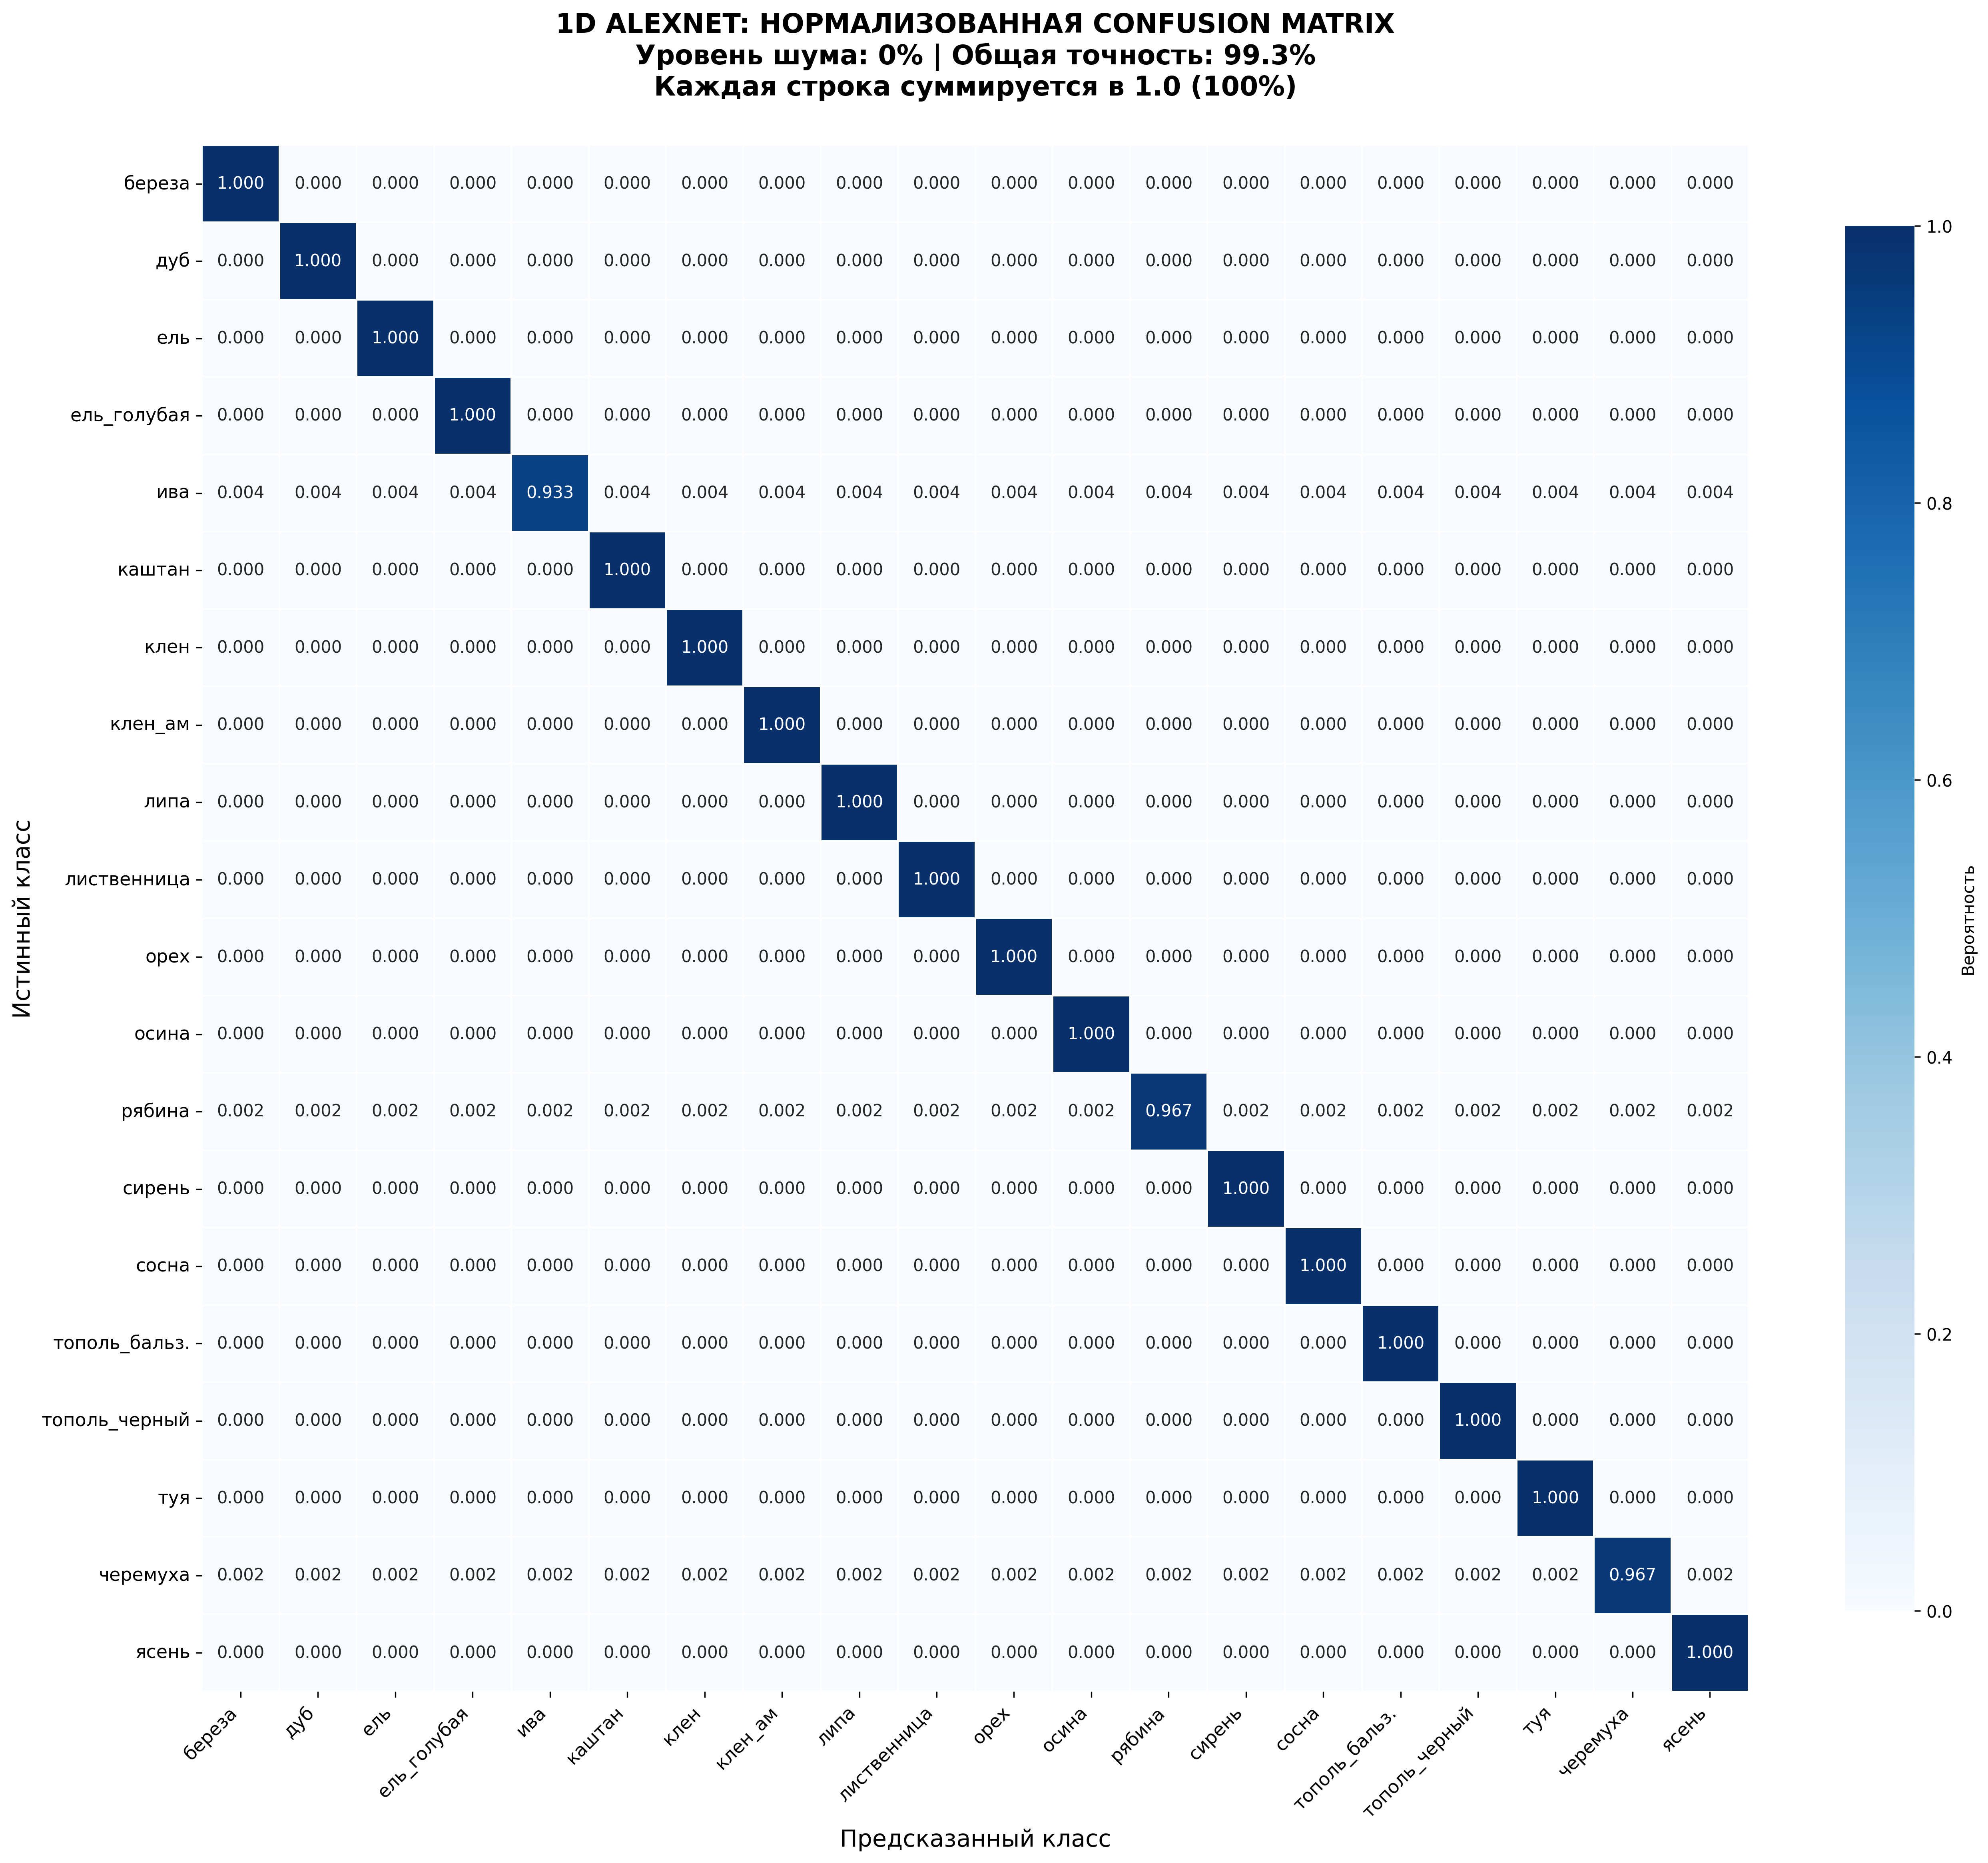 1D ALEXNET: НОРМАЛИЗОВАННАЯ CONFUSION MATRIX
Уровень шума: 0% | Общая точность: 99.3%
Каждая строка суммируется в 1.0 (100%)
Истинный класс
береза 1.000 0.000 0.000 0.000 0.000 0.000 0.000 0.000 0.000 0.000 0.000 0.000 0.000 0.000 0.000 0.000 0.000 0.000 0.000 0.000
дуб 0.000 1.000 0.000 0.000 0.000 0.000 0.000 0.000 0.000 0.000 0.000 0.000 0.000 0.000 0.000 0.000 0.000 0.000 0.000 0.000
ель 0.000 0.000 1.000 0.000 0.000 0.000 0.000 0.000 0.000 0.000 0.000 0.000 0.000 0.000 0.000 0.000 0.000 0.000 0.000 0.000
ель_голубая 0.000 0.000 0.000 1.000 0.000 0.000 0.000 0.000 0.000 0.000 0.000 0.000 0.000 0.000 0.000 0.000 0.000 0.000 0.000 0.000
ива 0.004 0.004 0.004 0.004 0.933 0.004 0.004 0.004 0.004 0.004 0.004 0.004 0.004 0.004 0.004 0.004 0.004 0.004 0.004 0.004
каштан 0.000 0.000 0.000 0.000 0.000 1.000 0.000 0.000 0.000 0.000 0.000 0.000 0.000 0.000 0.000 0.000 0.000 0.000 0.000 0.000
клен 0.000 0.000 0.000 0.000 0.000 0.000 1.000 0.000 0.000 0.000 0.000 0.000 0.000 0.000 0.000 0.000 0.000 0.000 0.000 0.000
клен_ам 0.000 0.000 0.000 0.000 0.000 0.000 0.000 1.000 0.000 0.000 0.000 0.000 0.000 0.000 0.000 0.000 0.000 0.000 0.000 0.000
липа 0.000 0.000 0.000 0.000 0.000 0.000 0.000 0.000 1.000 0.000 0.000 0.000 0.000 0.000 0.000 0.000 0.000 0.000 0.000 0.000
лиственница 0.000 0.000 0.000 0.000 0.000 0.000 0.000 0.000 0.000 1.000 0.000 0.000 0.000 0.000 0.000 0.000 0.000 0.000 0.000 0.000
орех 0.000 0.000 0.000 0.000 0.000 0.000 0.000 0.000 0.000 0.000 1.000 0.000 0.000 0.000 0.000 0.000 0.000 0.000 0.000 0.000
осина 0.000 0.000 0.000 0.000 0.000 0.000 0.000 0.000 0.000 0.000 0.000 1.000 0.000 0.000 0.000 0.000 0.000 0.000 0.000 0.000
рябина 0.002 0.002 0.002 0.002 0.002 0.002 0.002 0.002 0.002 0.002 0.002 0.002 0.967 0.002 0.002 0.002 0.002 0.002 0.002 0.002
сирень 0.000 0.000 0.000 0.000 0.000 0.000 0.000 0.000 0.000 0.000 0.000 0.000 0.000 1.000 0.000 0.000 0.000 0.000 0.000 0.000
сосна 0.000 0.000 0.000 0.000 0.000 0.000 0.000 0.000 0.000 0.000 0.000 0.000 0.000 0.000 1.000 0.000 0.000 0.000 0.000 0.000
тополь_бальз. 0.000 0.000 0.000 0.000 0.000 0.000 0.000 0.000 0.000 0.000 0.000 0.000 0.000 0.000 0.000 1.000 0.000 0.000 0.000 0.000
тополь_черный 0.000 0.000 0.000 0.000 0.000 0.000 0.000 0.000 0.000 0.000 0.000 0.000 0.000 0.000 0.000 0.000 1.000 0.000 0.000 0.000
туя 0.000 0.000 0.000 0.000 0.000 0.000 0.000 0.000 0.000 0.000 0.000 0.000 0.000 0.000 0.000 0.000 0.000 1.000 0.000 0.000
черемуха 0.002 0.002 0.002 0.002 0.002 0.002 0.002 0.002 0.002 0.002 0.002 0.002 0.002 0.002 0.002 0.002 0.002 0.002 0.967 0.002
ясень 0.000 0.000 0.000 0.000 0.000 0.000 0.000 0.000 0.000 0.000 0.000 0.000 0.000 0.000 0.000 0.000 0.000 0.000 0.000 1.000
береза дуб ель ель_голубая ива каштан клен клен_ам липа лиственница орех осина рябина сирень сосна тополь_бальз. тополь_черный туя черемуха ясень
Предсказанный класс
1.0
0.8
0.6
0.4
0.2
0.0
Вероятность